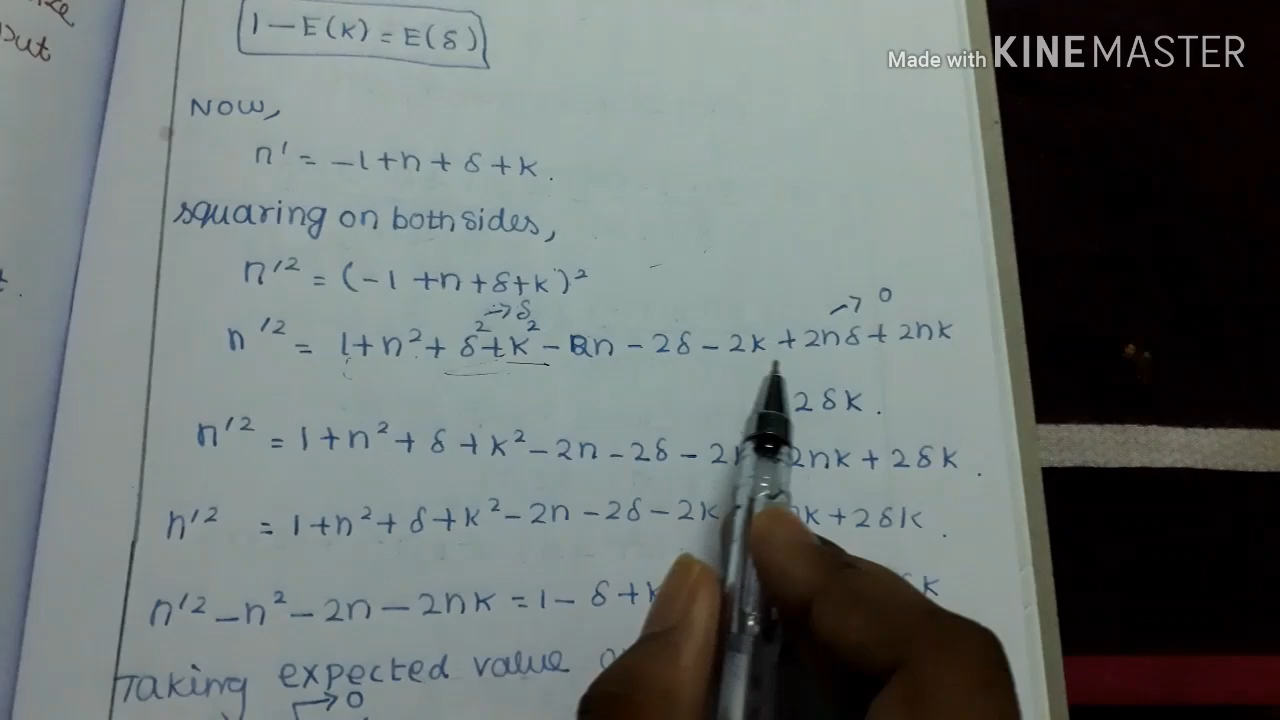 out
Made with KINEMASTER
1 – E(k) = E(δ)
NOW,
n' = –1 + n + δ + k.
squaring on both sides,
n'² = (–1 + n + δ + k)²
→ δ → 0
n'² = 1 + n² + δ² + k² – 2n – 2δ – 2k + 2nδ + 2nk
2δk.
n'² = 1 + n² + δ + k² – 2n – 2δ – 2k 2nk + 2δk.
n'² = 1 + n² + δ + k² – 2n – 2δ – 2k k + 2δk.
n'² – n² – 2n – 2nk = 1 – δ + k k
Taking expected value
→ 0